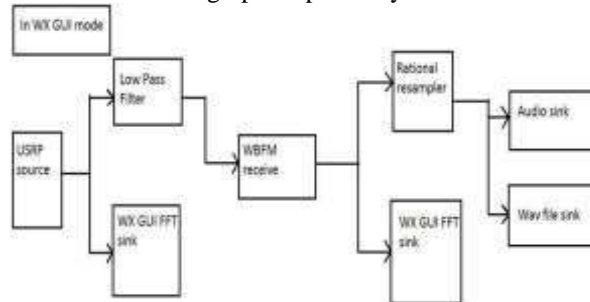 In WX GUI mode
Low Pass
Filter
Rational
resampler
Audio sink
USRP
source
WBFM
receive
WX GUI FFT
sink
WX GUI FFT
sink
Wav file sink